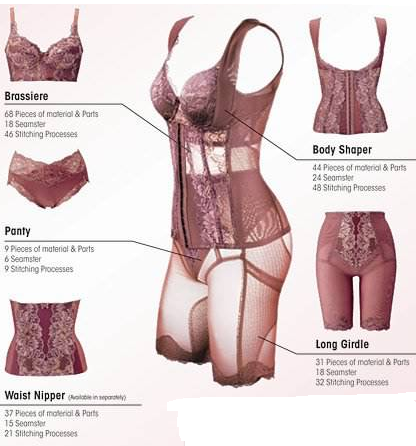 Brassiere
68 Pieces of material & Parts
18 Seamster
46 Stitching Processes
Body Shaper
44 Pieces of material & Parts
24 Seamster
48 Stitching Processes
Panty
9 Pieces of material & Parts
6 Seamster
9 Stitching Processes
Long Girdle
31 Pieces of material & Parts
18 Seamster
32 Stitching Processes
Waist Nipper (Available in separately)
37 Pieces of material & Parts
15 Seamster
21 Stitching Processes